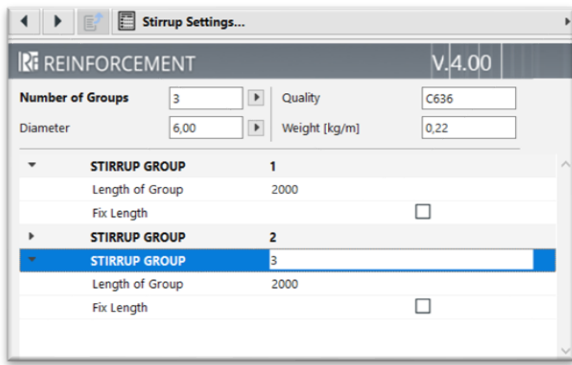 Stirrup Settings...
REINFORCEMENT V.4.00
Number of Groups 3 Quality C636
Diameter 6,00 Weight [kg/m] 0,22
STIRRUP GROUP 1
Length of Group 2000
Fix Length
STIRRUP GROUP 2
STIRRUP GROUP 3
Length of Group 2000
Fix Length